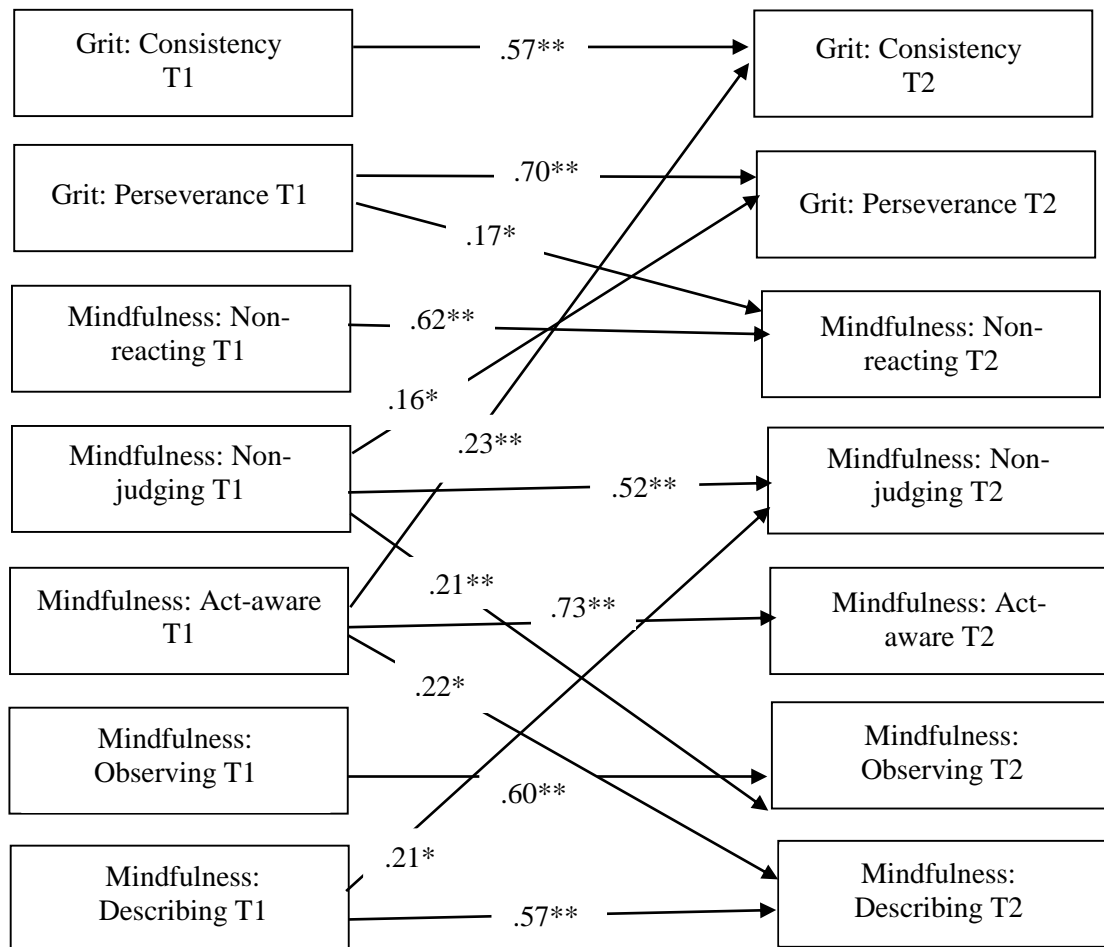 Grit: Consistency
T1
.57**
Grit: Consistency
T2
Grit: Perseverance T1
.70**
Grit: Perseverance T2
.17*
Mindfulness: Non-
reacting T1
.62**
Mindfulness: Non-
reacting T2
.16*
.23**
Mindfulness: Non-
judging T1
.52**
Mindfulness: Non-
judging T2
.21**
Mindfulness: Act-aware
T1
.73**
Mindfulness: Act-
aware T2
.22*
Mindfulness:
Observing T1
.60**
Mindfulness:
Observing T2
.21*
Mindfulness:
Describing T1
.57**
Mindfulness:
Describing T2